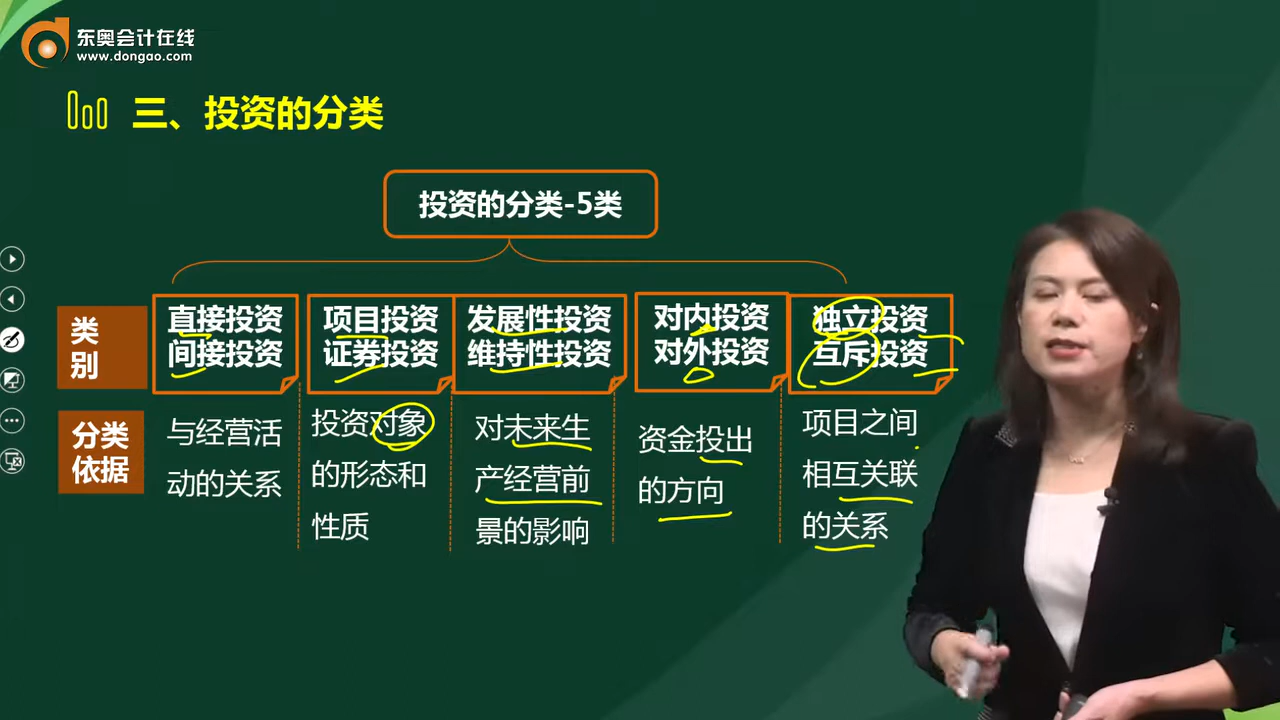 东奥会计在线
www.dongao.com
三、投资的分类
投资的分类-5类
类别
直接投资
间接投资
项目投资
证券投资
发展性投资
维持性投资
对内投资
对外投资
独立投资
互斥投资
分类
依据
与经营活
动的关系
投资对象
的形态和
性质
对未来生
产经营前
景的影响
资金投出
的方向
项目之间
相互关联
的关系